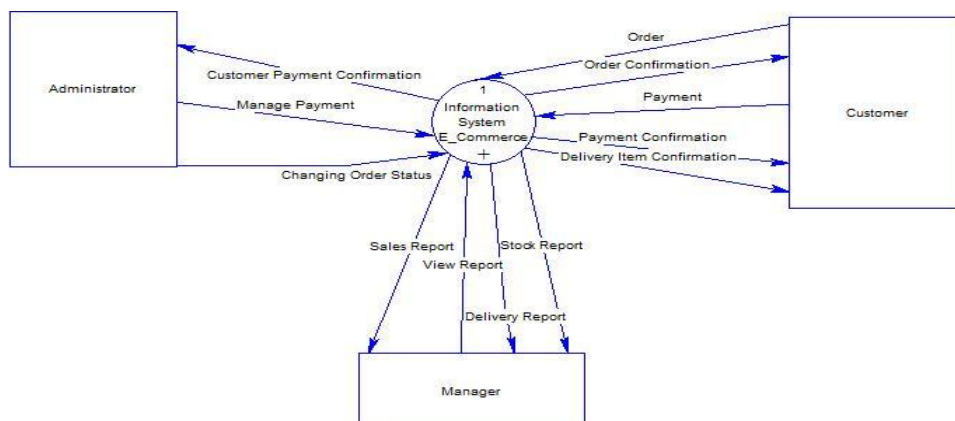 Order
Customer Payment Confirmation
Order Confirmation
Administrator
1
Information
System
E_Commerce
+
Manage Payment
Payment
Customer
Payment Confirmation
Delivery Item Confirmation
Changing Order Status
Sales Report
Stock Report
View Report
Delivery Report
Manager